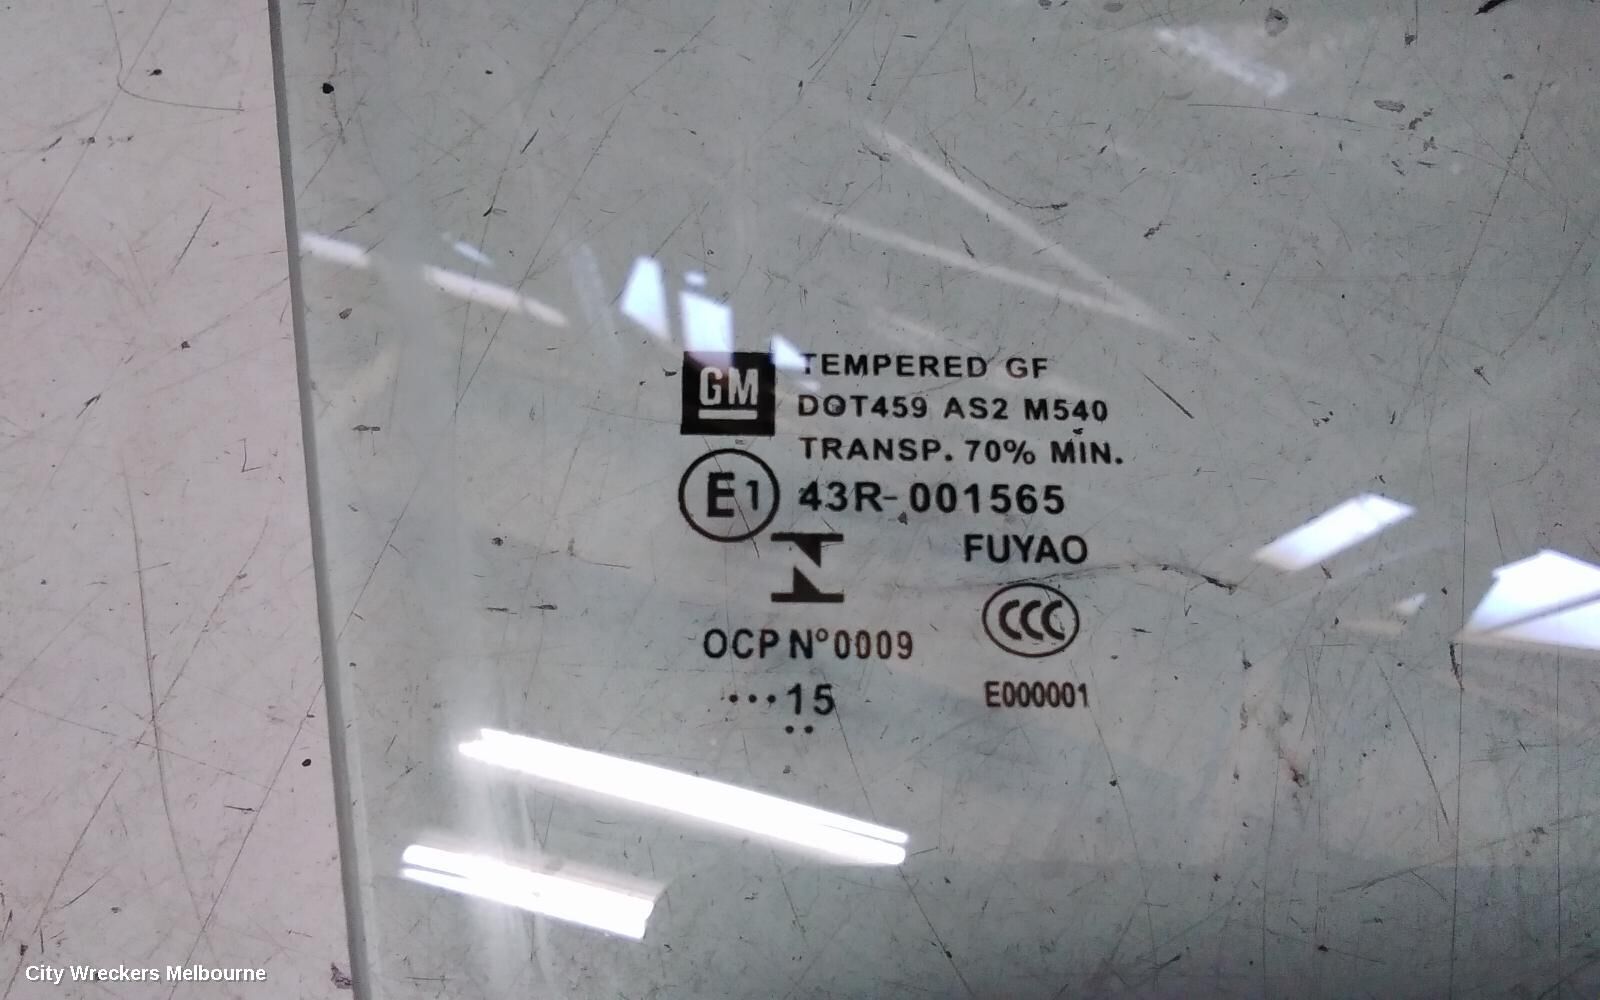 GM
TEMPERED GF
DOT459 AS2 M540
TRANSP. 70% MIN.
E1 43R-001565
FUYAO
CCC
OCP N°0009
E000001
...15
..
City Wreckers Melbourne